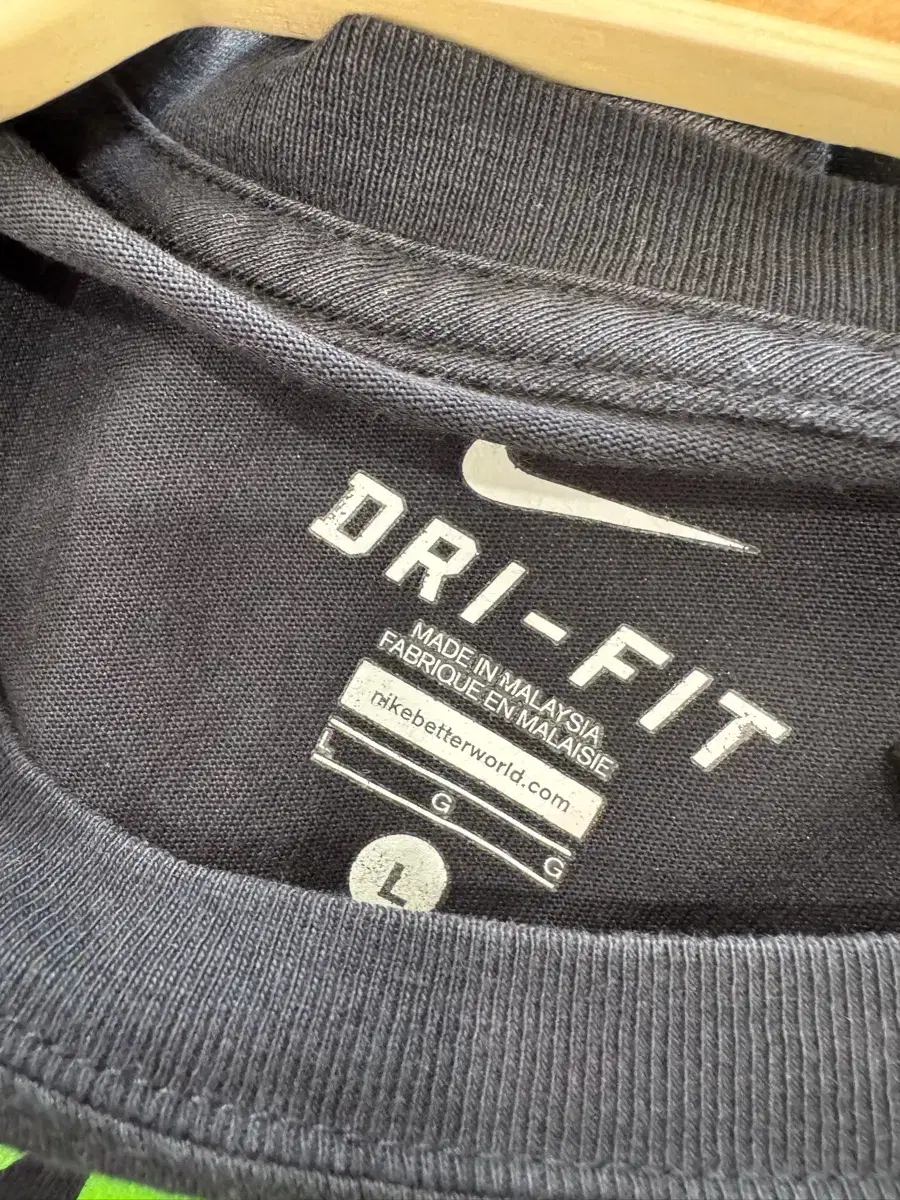 DRI-FIT
MADE IN MALAYSIA
FABRIQUE EN MALAISIE
nikebetterworld.com
L G G
L